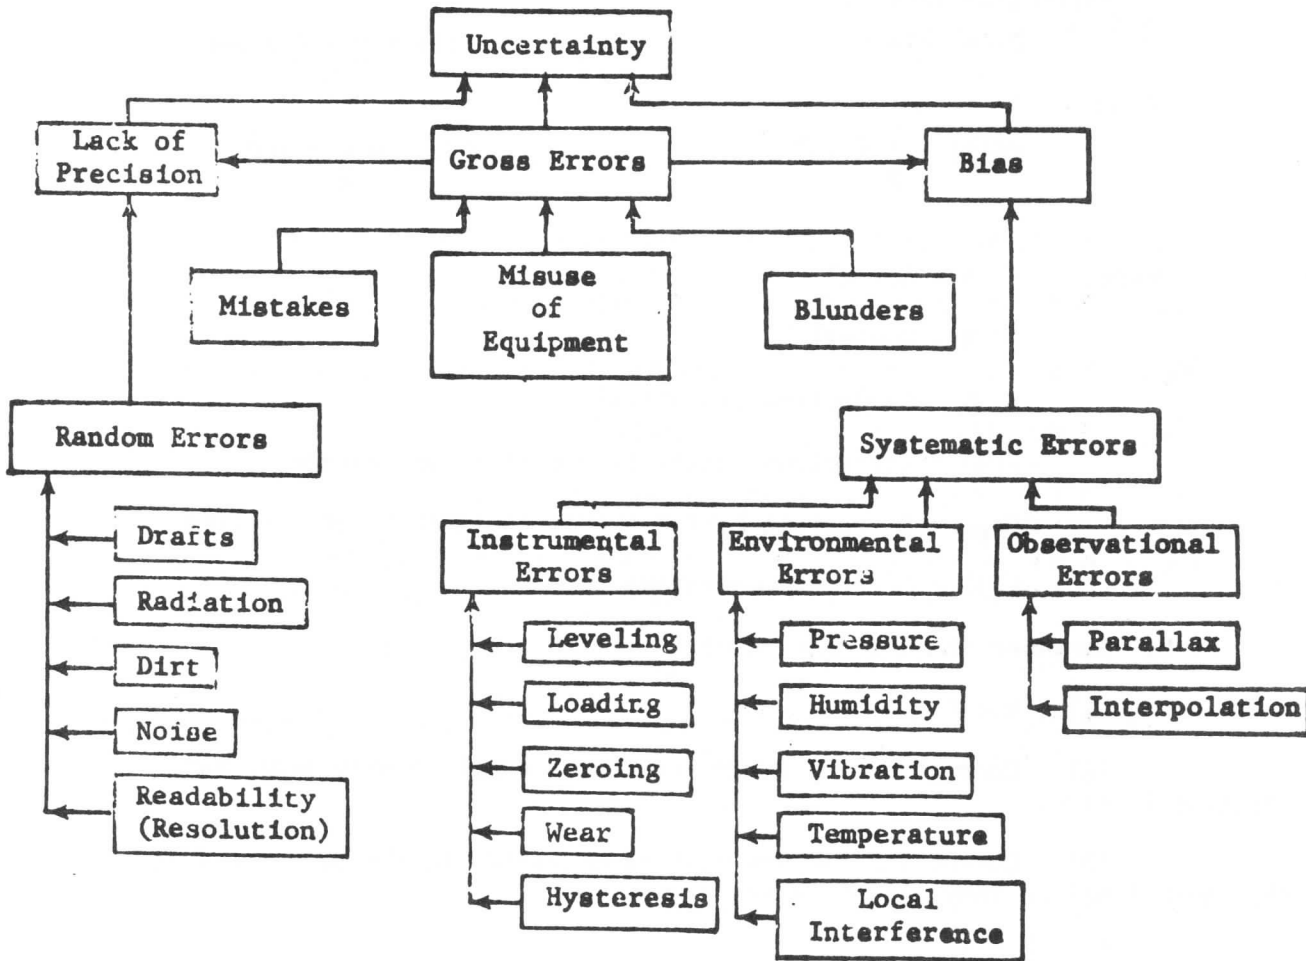 Uncertainty
Lack of
Precision
Gross Errors
Bias
Mistakes
Misuse
of
Equipment
Blunders
Random Errors
Systematic Errors
Drafts
Radiation
Dirt
Noise
Readability
(Resolution)
Instrumental
Errors
Leveling
Loading
Zeroing
Wear
Hysteresis
Environmental
Errors
Pressure
Humidity
Vibration
Temperature
Local
Interference
Observational
Errors
Parallax
Interpolation